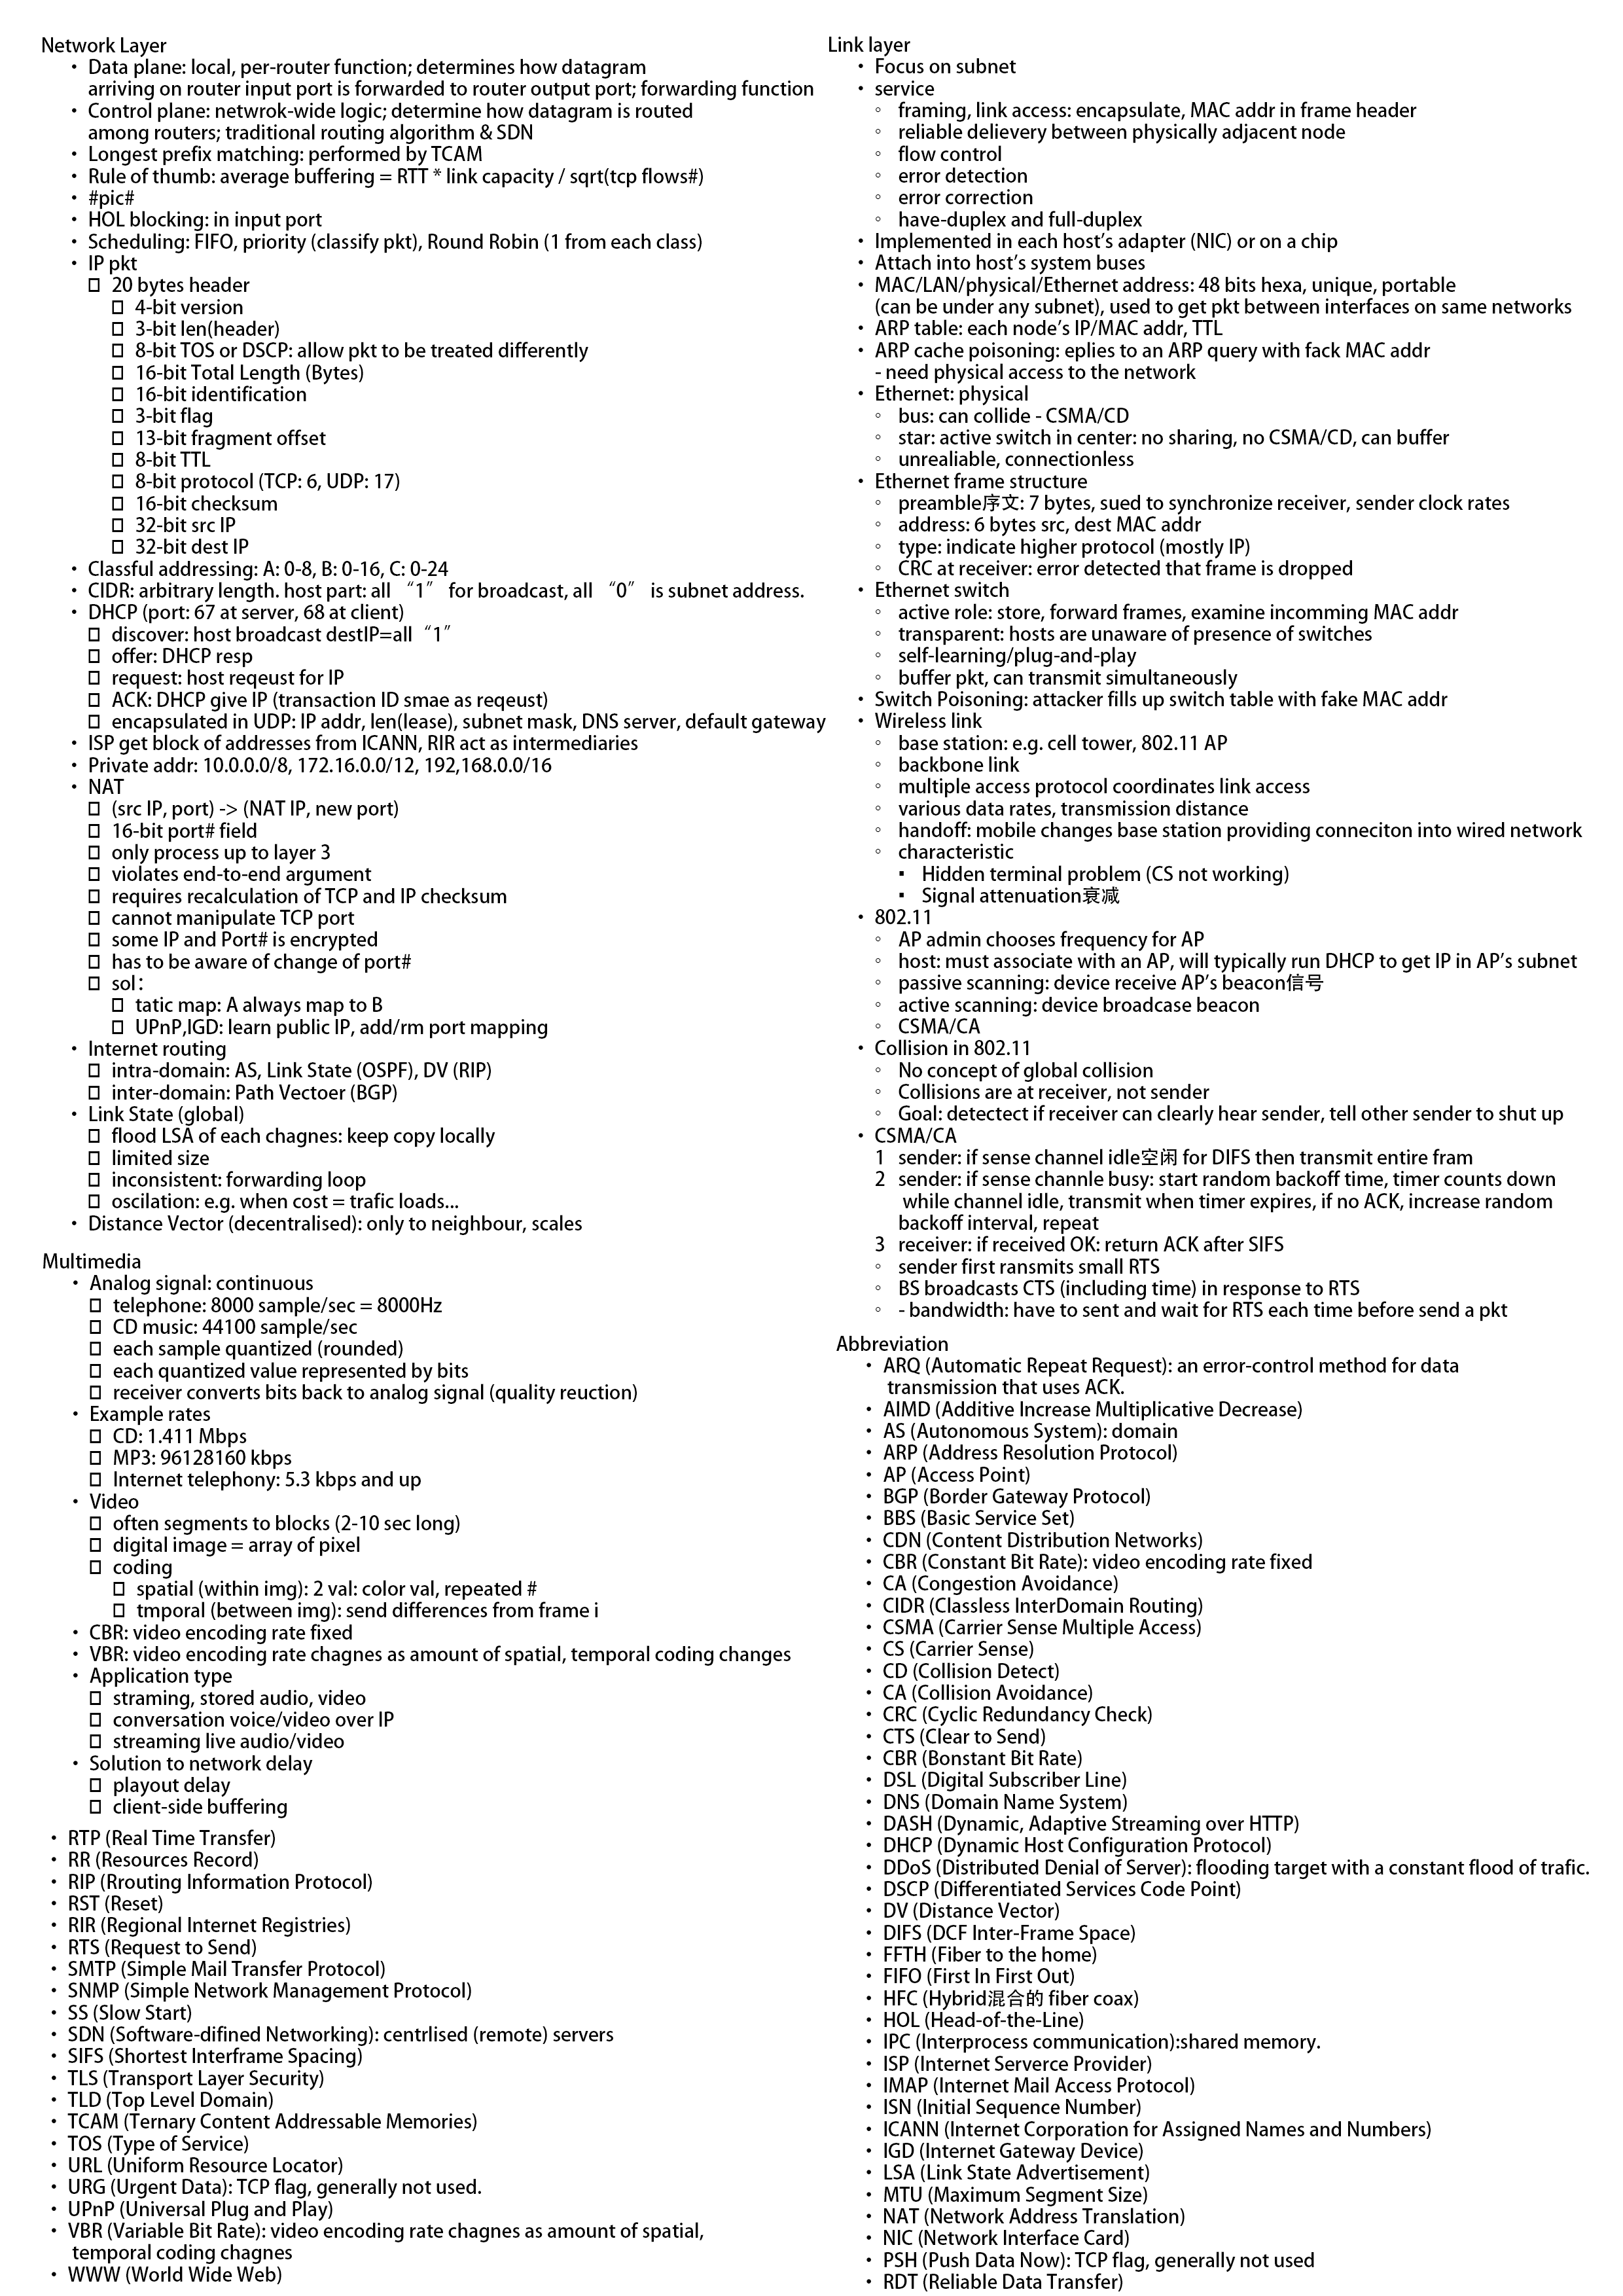 Network Layer
• Data plane: local, per-router function; determines how datagram
arriving on router input port is forwarded to router output port; forwarding function
• Control plane: netwrok-wide logic; determine how datagram is routed
among routers; traditional routing algorithm & SDN
• Longest prefix matching: performed by TCAM
• Rule of thumb: average buffering = RTT * link capacity / sqrt(tcp flows#)
• #pic#
• HOL blocking: in input port
• Scheduling: FIFO, priority (classify pkt), Round Robin (1 from each class)
• IP pkt
□ 20 bytes header
□ 4-bit version
□ 3-bit len(header)
□ 8-bit TOS or DSCP: allow pkt to be treated differently
□ 16-bit Total Length (Bytes)
□ 16-bit identification
□ 3-bit flag
□ 13-bit fragment offset
□ 8-bit TTL
□ 8-bit protocol (TCP: 6, UDP: 17)
□ 16-bit checksum
□ 32-bit src IP
□ 32-bit dest IP
• Classful addressing: A: 0-8, B: 0-16, C: 0-24
• CIDR: arbitrary length. host part: all “1” for broadcast, all “0” is subnet address.
• DHCP (port: 67 at server, 68 at client)
□ discover: host broadcast destIP=all “1”
□ offer: DHCP resp
□ request: host reqeust for IP
□ ACK: DHCP give IP (transaction ID smae as reqeust)
□ encapsulated in UDP: IP addr, len(lease), subnet mask, DNS server, default gateway
• ISP get block of addresses from ICANN, RIR act as intermediaries
• Private addr: 10.0.0.0/8, 172.16.0.0/12, 192,168.0.0/16
• NAT
□ (src IP, port) -> (NAT IP, new port)
□ 16-bit port# field
□ only process up to layer 3
□ violates end-to-end argument
□ requires recalculation of TCP and IP checksum
□ cannot manipulate TCP port
□ some IP and Port# is encrypted
□ has to be aware of change of port#
□ sol：
□ tatic map: A always map to B
□ UPnP,IGD: learn public IP, add/rm port mapping
• Internet routing
□ intra-domain: AS, Link State (OSPF), DV (RIP)
□ inter-domain: Path Vectoer (BGP)
• Link State (global)
□ flood LSA of each chagnes: keep copy locally
□ limited size
□ inconsistent: forwarding loop
□ oscilation: e.g. when cost = trafic loads...
• Distance Vector (decentralised): only to neighbour, scales
Multimedia
• Analog signal: continuous
□ telephone: 8000 sample/sec = 8000Hz
□ CD music: 44100 sample/sec
□ each sample quantized (rounded)
□ each quantized value represented by bits
□ receiver converts bits back to analog signal (quality reuction)
• Example rates
□ CD: 1.411 Mbps
□ MP3: 96128160 kbps
□ Internet telephony: 5.3 kbps and up
• Video
□ often segments to blocks (2-10 sec long)
□ digital image = array of pixel
□ coding
□ spatial (within img): 2 val: color val, repeated #
□ tmporal (between img): send differences from frame i
• CBR: video encoding rate fixed
• VBR: video encoding rate chagnes as amount of spatial, temporal coding changes
• Application type
□ straming, stored audio, video
□ conversation voice/video over IP
□ streaming live audio/video
• Solution to network delay
□ playout delay
□ client-side buffering
• RTP (Real Time Transfer)
• RR (Resources Record)
• RIP (Rrouting Information Protocol)
• RST (Reset)
• RIR (Regional Internet Registries)
• RTS (Request to Send)
• SMTP (Simple Mail Transfer Protocol)
• SNMP (Simple Network Management Protocol)
• SS (Slow Start)
• SDN (Software-difined Networking): centrlised (remote) servers
• SIFS (Shortest Interframe Spacing)
• TLS (Transport Layer Security)
• TLD (Top Level Domain)
• TCAM (Ternary Content Addressable Memories)
• TOS (Type of Service)
• URL (Uniform Resource Locator)
• URG (Urgent Data): TCP flag, generally not used.
• UPnP (Universal Plug and Play)
• VBR (Variable Bit Rate): video encoding rate chagnes as amount of spatial,
temporal coding chagnes
• WWW (World Wide Web)
Link layer
• Focus on subnet
• service
◦ framing, link access: encapsulate, MAC addr in frame header
◦ reliable delievery between physically adjacent node
◦ flow control
◦ error detection
◦ error correction
◦ have-duplex and full-duplex
• Implemented in each host’s adapter (NIC) or on a chip
• Attach into host’s system buses
• MAC/LAN/physical/Ethernet address: 48 bits hexa, unique, portable
(can be under any subnet), used to get pkt between interfaces on same networks
• ARP table: each node’s IP/MAC addr, TTL
• ARP cache poisoning: eplies to an ARP query with fack MAC addr
- need physical access to the network
• Ethernet: physical
◦ bus: can collide - CSMA/CD
◦ star: active switch in center: no sharing, no CSMA/CD, can buffer
◦ unrealiable, connectionless
• Ethernet frame structure
◦ preamble序文: 7 bytes, sued to synchronize receiver, sender clock rates
◦ address: 6 bytes src, dest MAC addr
◦ type: indicate higher protocol (mostly IP)
◦ CRC at receiver: error detected that frame is dropped
• Ethernet switch
◦ active role: store, forward frames, examine incomming MAC addr
◦ transparent: hosts are unaware of presence of switches
◦ self-learning/plug-and-play
◦ buffer pkt, can transmit simultaneously
• Switch Poisoning: attacker fills up switch table with fake MAC addr
• Wireless link
◦ base station: e.g. cell tower, 802.11 AP
◦ backbone link
◦ multiple access protocol coordinates link access
◦ various data rates, transmission distance
◦ handoff: mobile changes base station providing conneciton into wired network
◦ characteristic
▪ Hidden terminal problem (CS not working)
▪ Signal attenuation衰减
• 802.11
◦ AP admin chooses frequency for AP
◦ host: must associate with an AP, will typically run DHCP to get IP in AP’s subnet
◦ passive scanning: device receive AP’s beacon信号
◦ active scanning: device broadcase beacon
◦ CSMA/CA
• Collision in 802.11
◦ No concept of global collision
◦ Collisions are at receiver, not sender
◦ Goal: detectect if receiver can clearly hear sender, tell other sender to shut up
• CSMA/CA
1 sender: if sense channel idle空闲 for DIFS then transmit entire fram
2 sender: if sense channle busy: start random backoff time, timer counts down
while channel idle, transmit when timer expires, if no ACK, increase random
backoff interval, repeat
3 receiver: if received OK: return ACK after SIFS
◦ sender first ransmits small RTS
◦ BS broadcasts CTS (including time) in response to RTS
◦ - bandwidth: have to sent and wait for RTS each time before send a pkt
Abbreviation
• ARQ (Automatic Repeat Request): an error-control method for data
transmission that uses ACK.
• AIMD (Additive Increase Multiplicative Decrease)
• AS (Autonomous System): domain
• ARP (Address Resolution Protocol)
• AP (Access Point)
• BGP (Border Gateway Protocol)
• BBS (Basic Service Set)
• CDN (Content Distribution Networks)
• CBR (Constant Bit Rate): video encoding rate fixed
• CA (Congestion Avoidance)
• CIDR (Classless InterDomain Routing)
• CSMA (Carrier Sense Multiple Access)
• CS (Carrier Sense)
• CD (Collision Detect)
• CA (Collision Avoidance)
• CRC (Cyclic Redundancy Check)
• CTS (Clear to Send)
• CBR (Bonstant Bit Rate)
• DSL (Digital Subscriber Line)
• DNS (Domain Name System)
• DASH (Dynamic, Adaptive Streaming over HTTP)
• DHCP (Dynamic Host Configuration Protocol)
• DDoS (Distributed Denial of Server): flooding target with a constant flood of trafic.
• DSCP (Differentiated Services Code Point)
• DV (Distance Vector)
• DIFS (DCF Inter-Frame Space)
• FFTH (Fiber to the home)
• FIFO (First In First Out)
• HFC (Hybrid混合的 fiber coax)
• HOL (Head-of-the-Line)
• IPC (Interprocess communication):shared memory.
• ISP (Internet Serverce Provider)
• IMAP (Internet Mail Access Protocol)
• ISN (Initial Sequence Number)
• ICANN (Internet Corporation for Assigned Names and Numbers)
• IGD (Internet Gateway Device)
• LSA (Link State Advertisement)
• MTU (Maximum Segment Size)
• NAT (Network Address Translation)
• NIC (Network Interface Card)
• PSH (Push Data Now): TCP flag, generally not used
• RDT (Reliable Data Transfer)